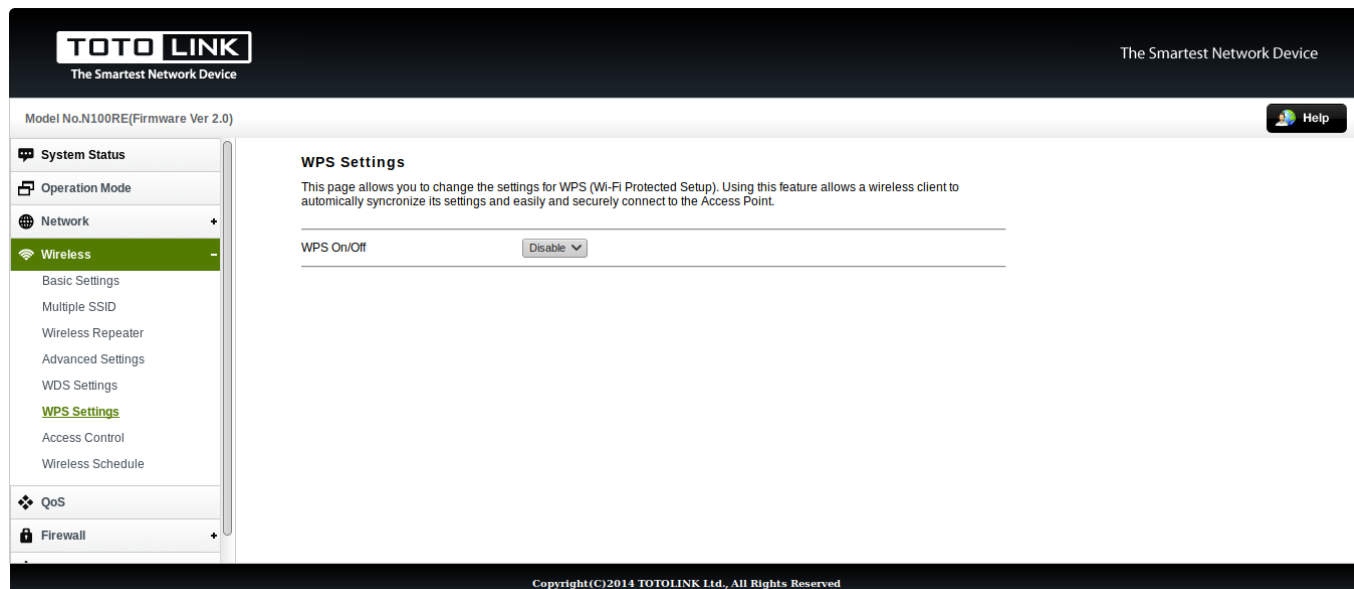 TOTO LINK
The Smartest Network Device
The Smartest Network Device
Model No.N100RE(Firmware Ver 2.0)
Help
System Status
Operation Mode
Network +
Wireless -
Basic Settings
Multiple SSID
Wireless Repeater
Advanced Settings
WDS Settings
WPS Settings
Access Control
Wireless Schedule
QoS
Firewall +
WPS Settings
This page allows you to change the settings for WPS (Wi-Fi Protected Setup). Using this feature allows a wireless client to
automically syncronize its settings and easily and securely connect to the Access Point.
WPS On/Off Disable
Copyright(C)2014 TOTOLINK Ltd., All Rights Reserved